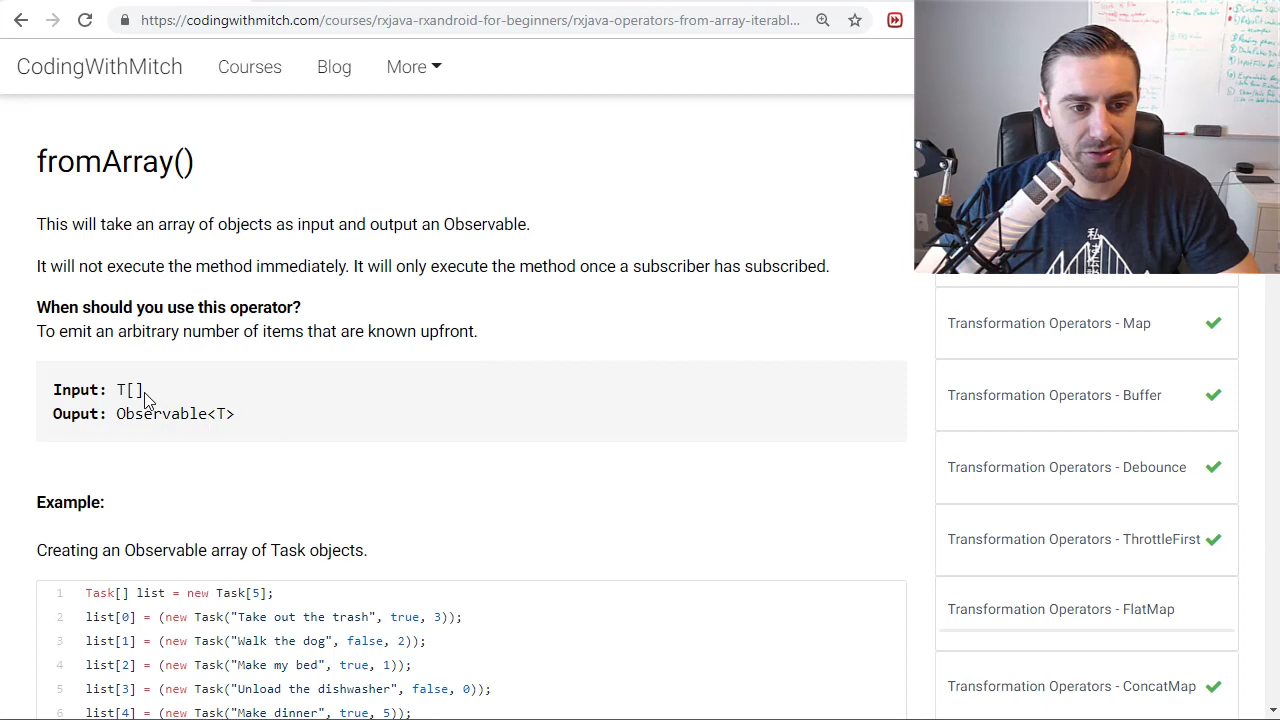 https://codingwithmitch.com/courses/rxjava-rxandroid-for-beginners/rxjava-operators-from-array-iterabl...
CodingWithMitch Courses Blog More
fromArray()
This will take an array of objects as input and output an Observable.
It will not execute the method immediately. It will only execute the method once a subscriber has subscribed.
When should you use this operator?
To emit an arbitrary number of items that are known upfront.
Input: T[]
Ouput: Observable<T>
Example:
Creating an Observable array of Task objects.
1 Task[] list = new Task[5];
2 list[0] = (new Task("Take out the trash", true, 3));
3 list[1] = (new Task("Walk the dog", false, 2));
4 list[2] = (new Task("Make my bed", true, 1));
5 list[3] = (new Task("Unload the dishwasher", false, 0));
6 list[4] = (new Task("Make dinner", true, 5));
Transformation Operators - Map
Transformation Operators - Buffer
Transformation Operators - Debounce
Transformation Operators - ThrottleFirst
Transformation Operators - FlatMap
Transformation Operators - ConcatMap